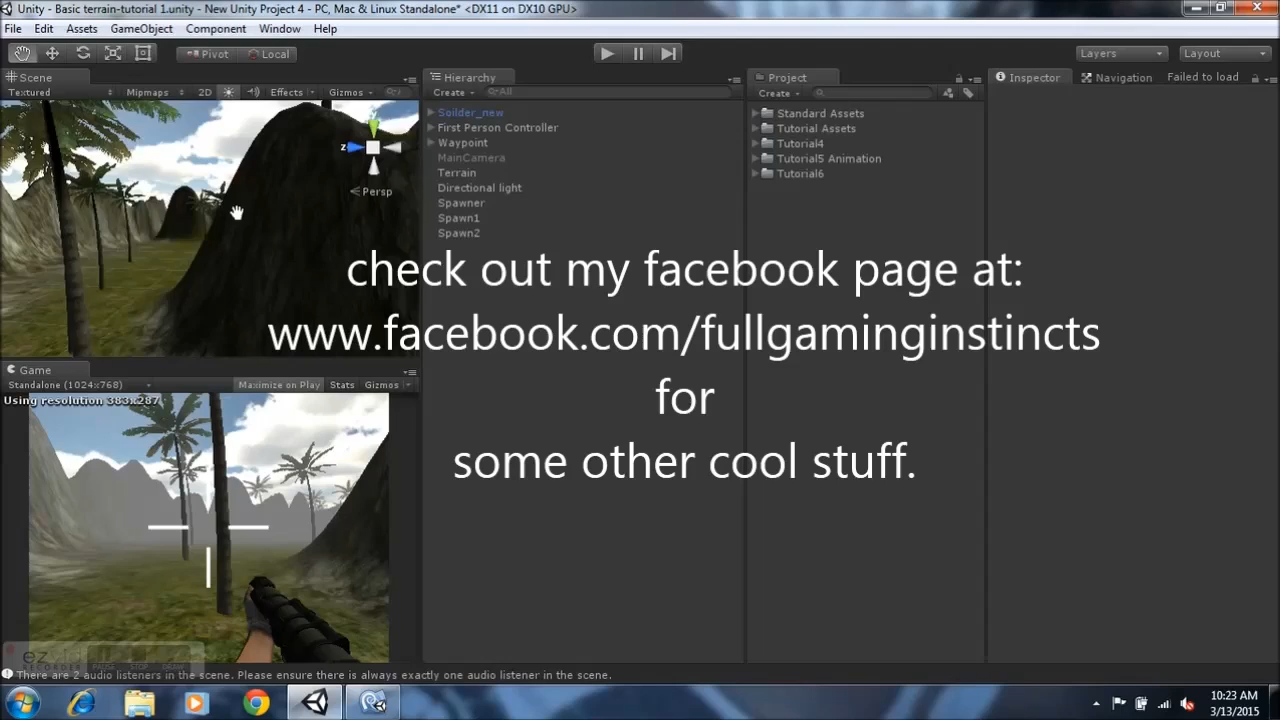 Unity - Basic terrain-tutorial 1.unity - New Unity Project 4 - PC, Mac & Linux Standalone* <DX11 on DX10 GPU>
File Edit Assets GameObject Component Window Help
Pivot Local Layers Layout
Scene Hierarchy Project Inspector Navigation Failed to load
Textured Mipmaps 2D Effects Gizmos All Create Create
Soilder_new
First Person Controller
Waypoint
MainCamera
Terrain
Directional light
Spawner
Spawn1
Spawn2
Standard Assets
Tutorial Assets
Tutorial4
Tutorial5 Animation
Tutorial6
y
z
Persp
check out my facebook page at:
www.facebook.com/fullgaminginstincts
for
some other cool stuff.
Game
Standalone (1024x768) Maximize on Play Stats Gizmos
Using resolution 383x287
RECORDER PAUSE STOP DRAW
There are 2 audio listeners in the scene. Please ensure there is always exactly one audio listener in the scene.
10:23 AM
3/13/2015